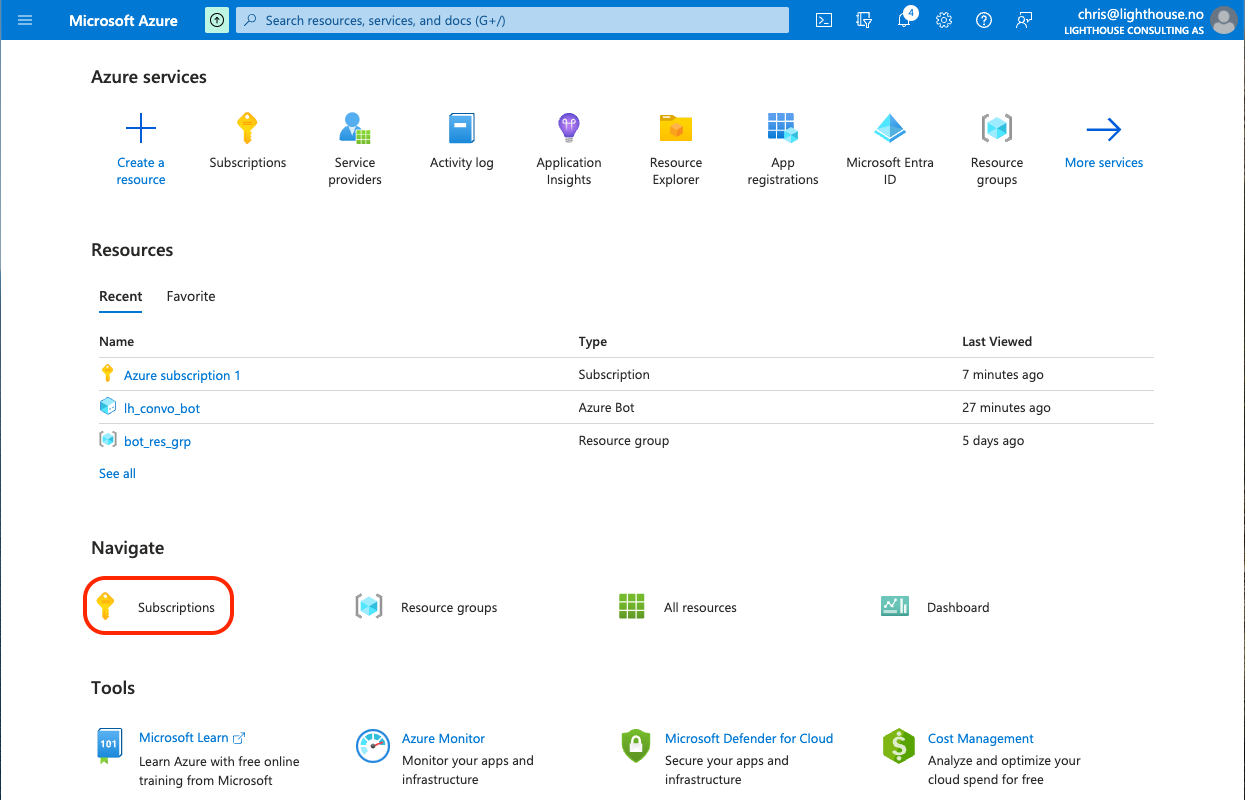 Microsoft Azure
Search resources, services, and docs (G+/)
4
chris@lighthouse.no
LIGHTHOUSE CONSULTING AS
Azure services
Create a
resource
Subscriptions
Service
providers
Activity log
Application
Insights
Resource
Explorer
App
registrations
Microsoft Entra
ID
Resource
groups
More services
Resources
Recent Favorite
Name Type Last Viewed
Azure subscription 1 Subscription 7 minutes ago
lh_convo_bot Azure Bot 27 minutes ago
bot_res_grp Resource group 5 days ago
See all
Navigate
Subscriptions Resource groups All resources Dashboard
Tools
101
Microsoft Learn
Learn Azure with free online
training from Microsoft
Azure Monitor
Monitor your apps and
infrastructure
Microsoft Defender for Cloud
Secure your apps and
infrastructure
$
Cost Management
Analyze and optimize your
cloud spend for free